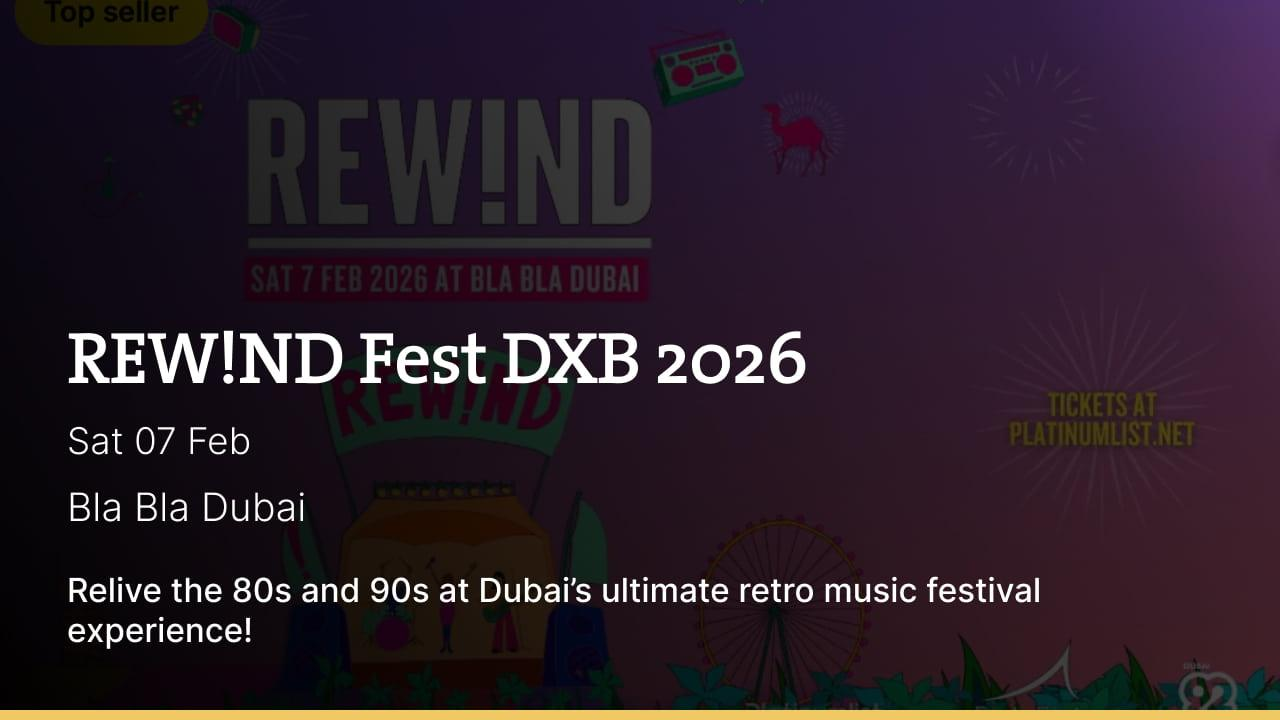 Top seller
REW!ND
SAT 7 FEB 2026 AT BLA BLA DUBAI
REW!ND Fest DXB 2026
REW!ND
Sat 07 Feb
TICKETS AT
PLATINUMLIST.NET
Bla Bla Dubai
Relive the 80s and 90s at Dubai’s ultimate retro music festival
experience!
DUBAI
92